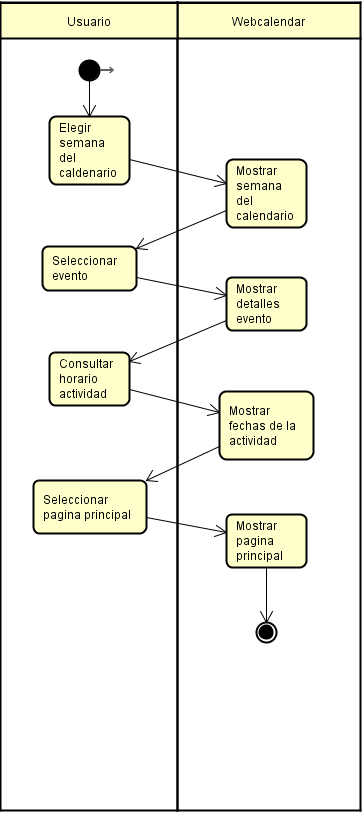 Usuario
Webcalendar
Elegir
semana
del
caldenario
Mostrar
semana
del
calendario
Seleccionar
evento
Mostrar
detalles
evento
Consultar
horario
actividad
Mostrar
fechas de la
actividad
Seleccionar
pagina principal
Mostrar
pagina
principal